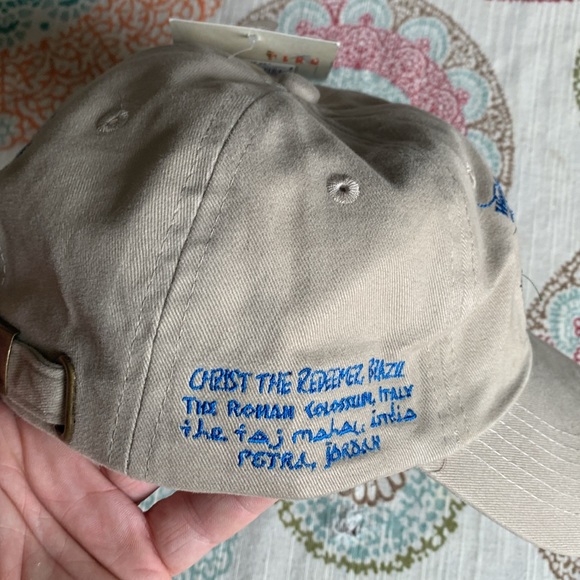 CHRIST THE REDEEMER, BRAZIL
THE ROMAN COLOSSEUM, ITALY
the taj mahal, india
PETRA, JORDAN